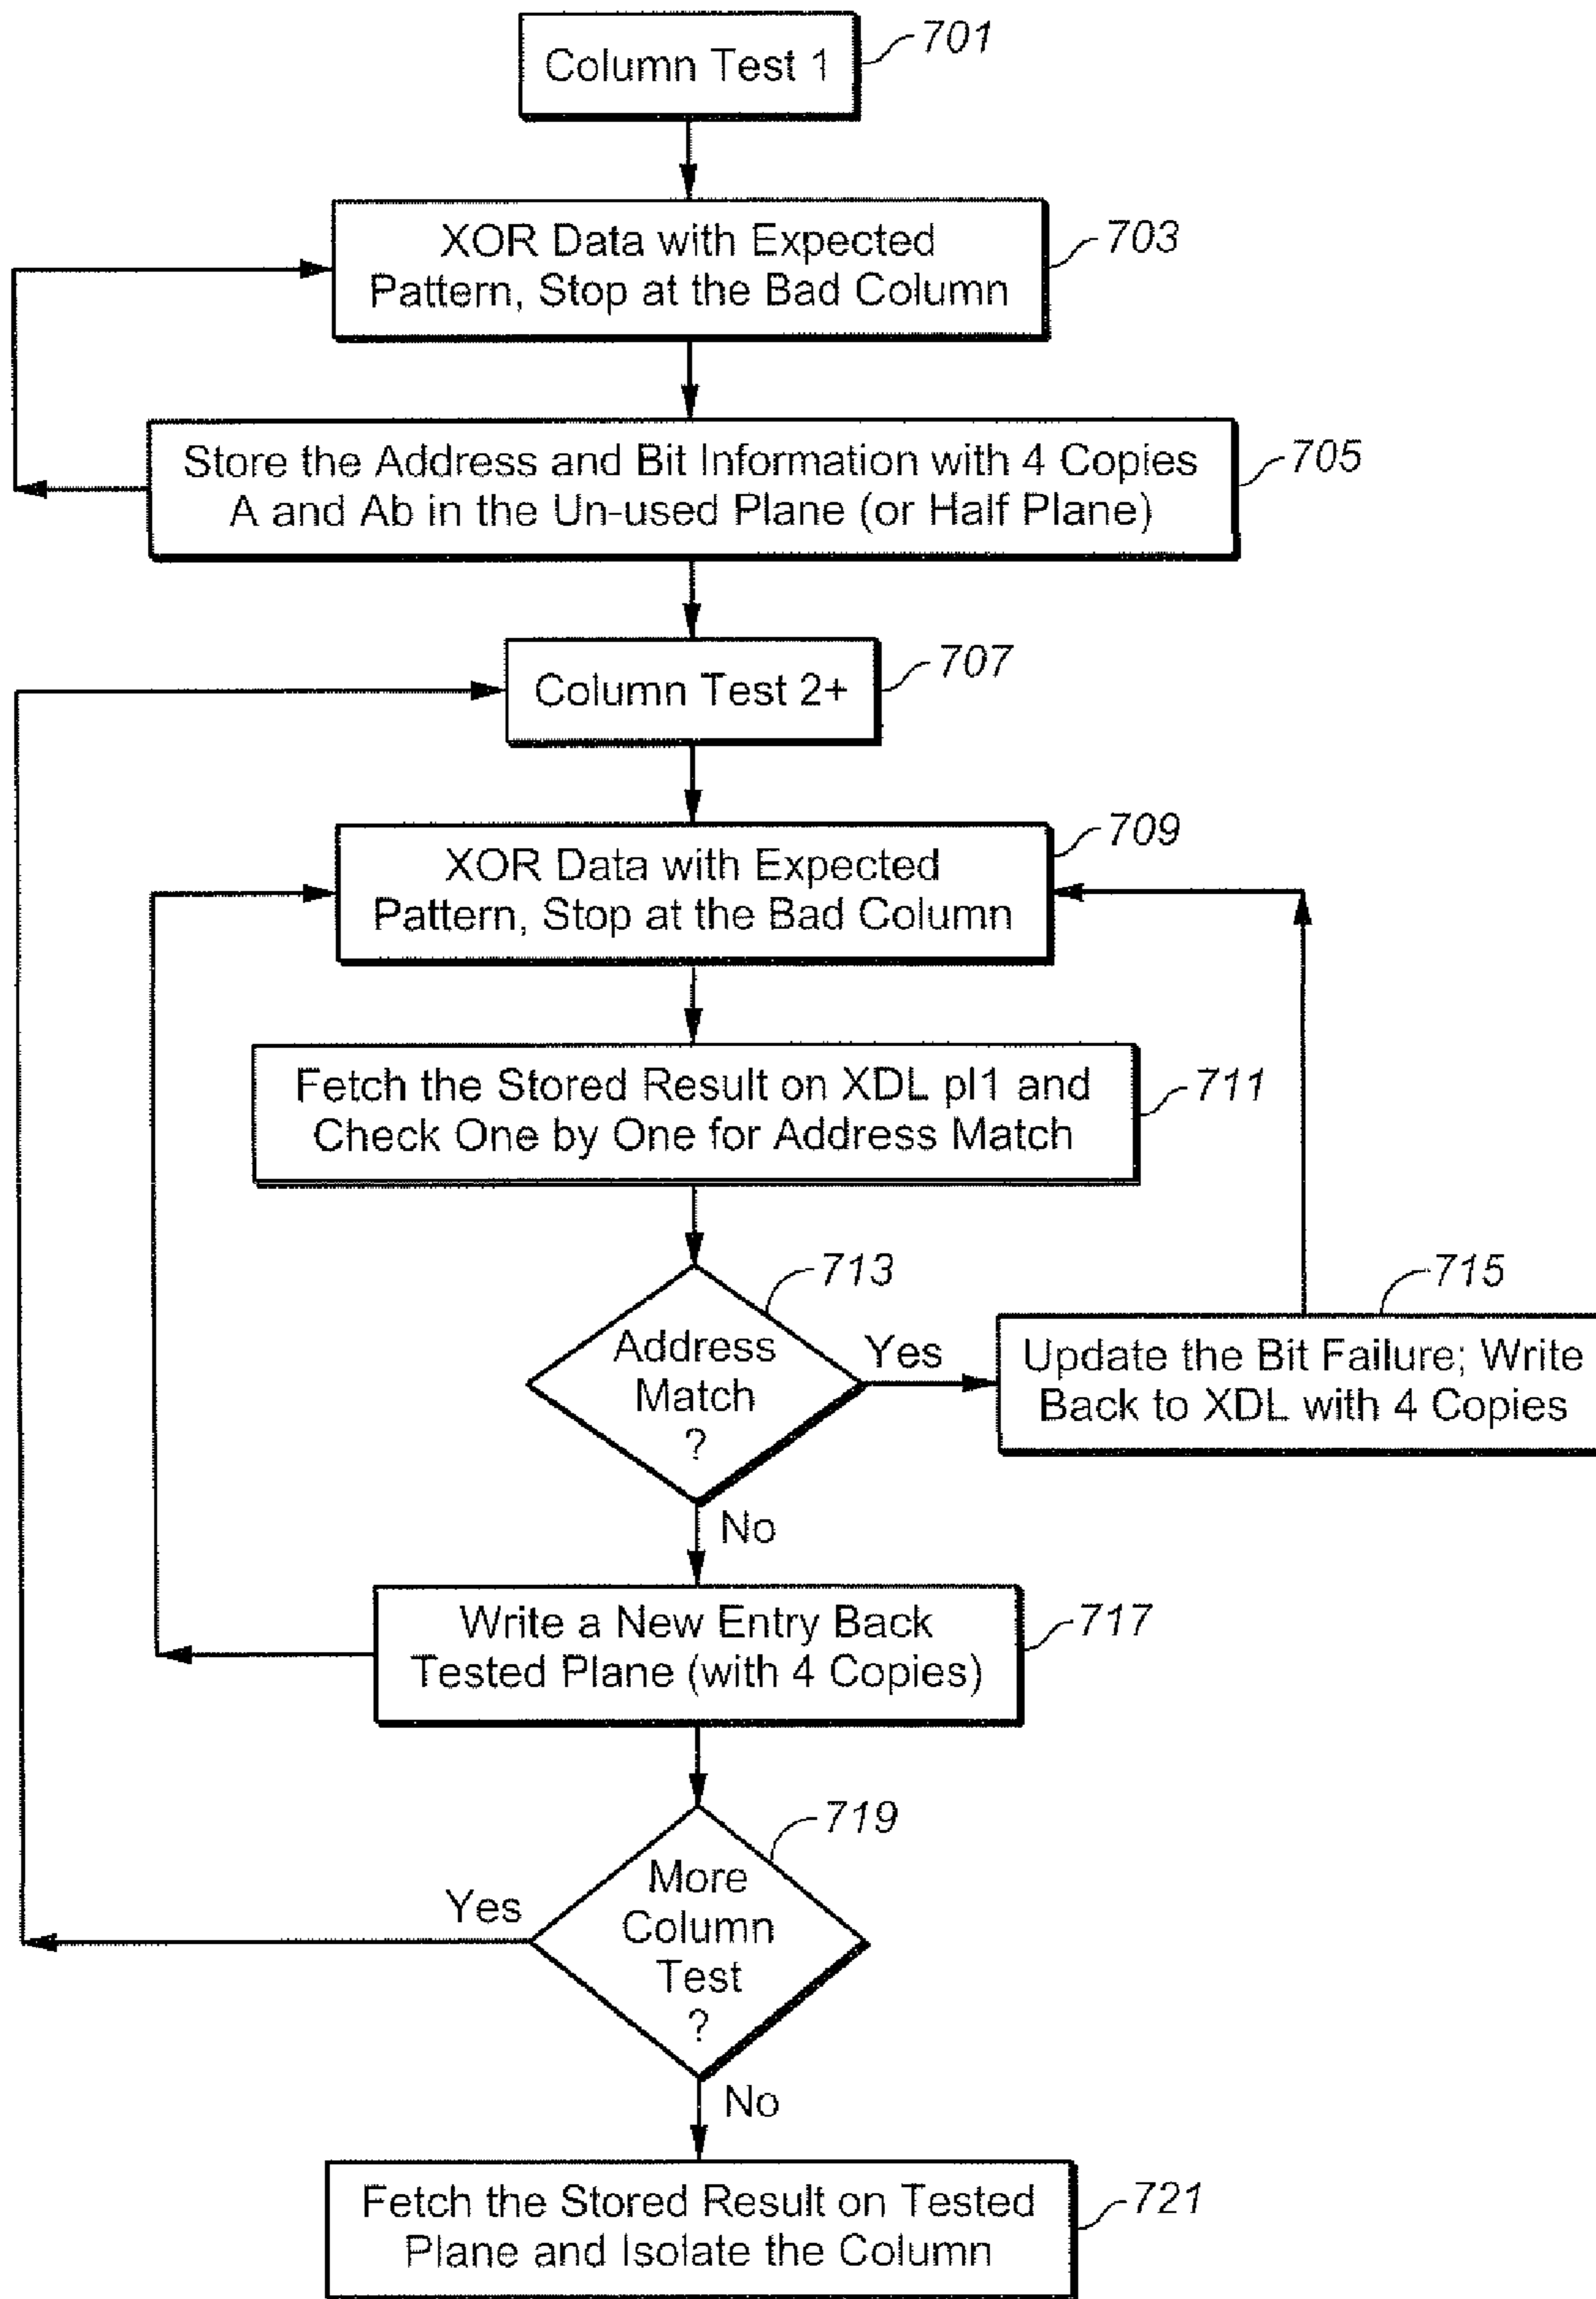 Column Test 1
701
XOR Data with Expected
Pattern, Stop at the Bad Column
703
Store the Address and Bit Information with 4 Copies
A and Ab in the Un-used Plane (or Half Plane)
705
Column Test 2+
707
XOR Data with Expected
Pattern, Stop at the Bad Column
709
Fetch the Stored Result on XDL pl1 and
Check One by One for Address Match
711
Address
Match
?
713
Yes
Update the Bit Failure; Write
Back to XDL with 4 Copies
715
No
Write a New Entry Back
Tested Plane (with 4 Copies)
717
More
Column
Test
?
719
Yes
No
Fetch the Stored Result on Tested
Plane and Isolate the Column
721